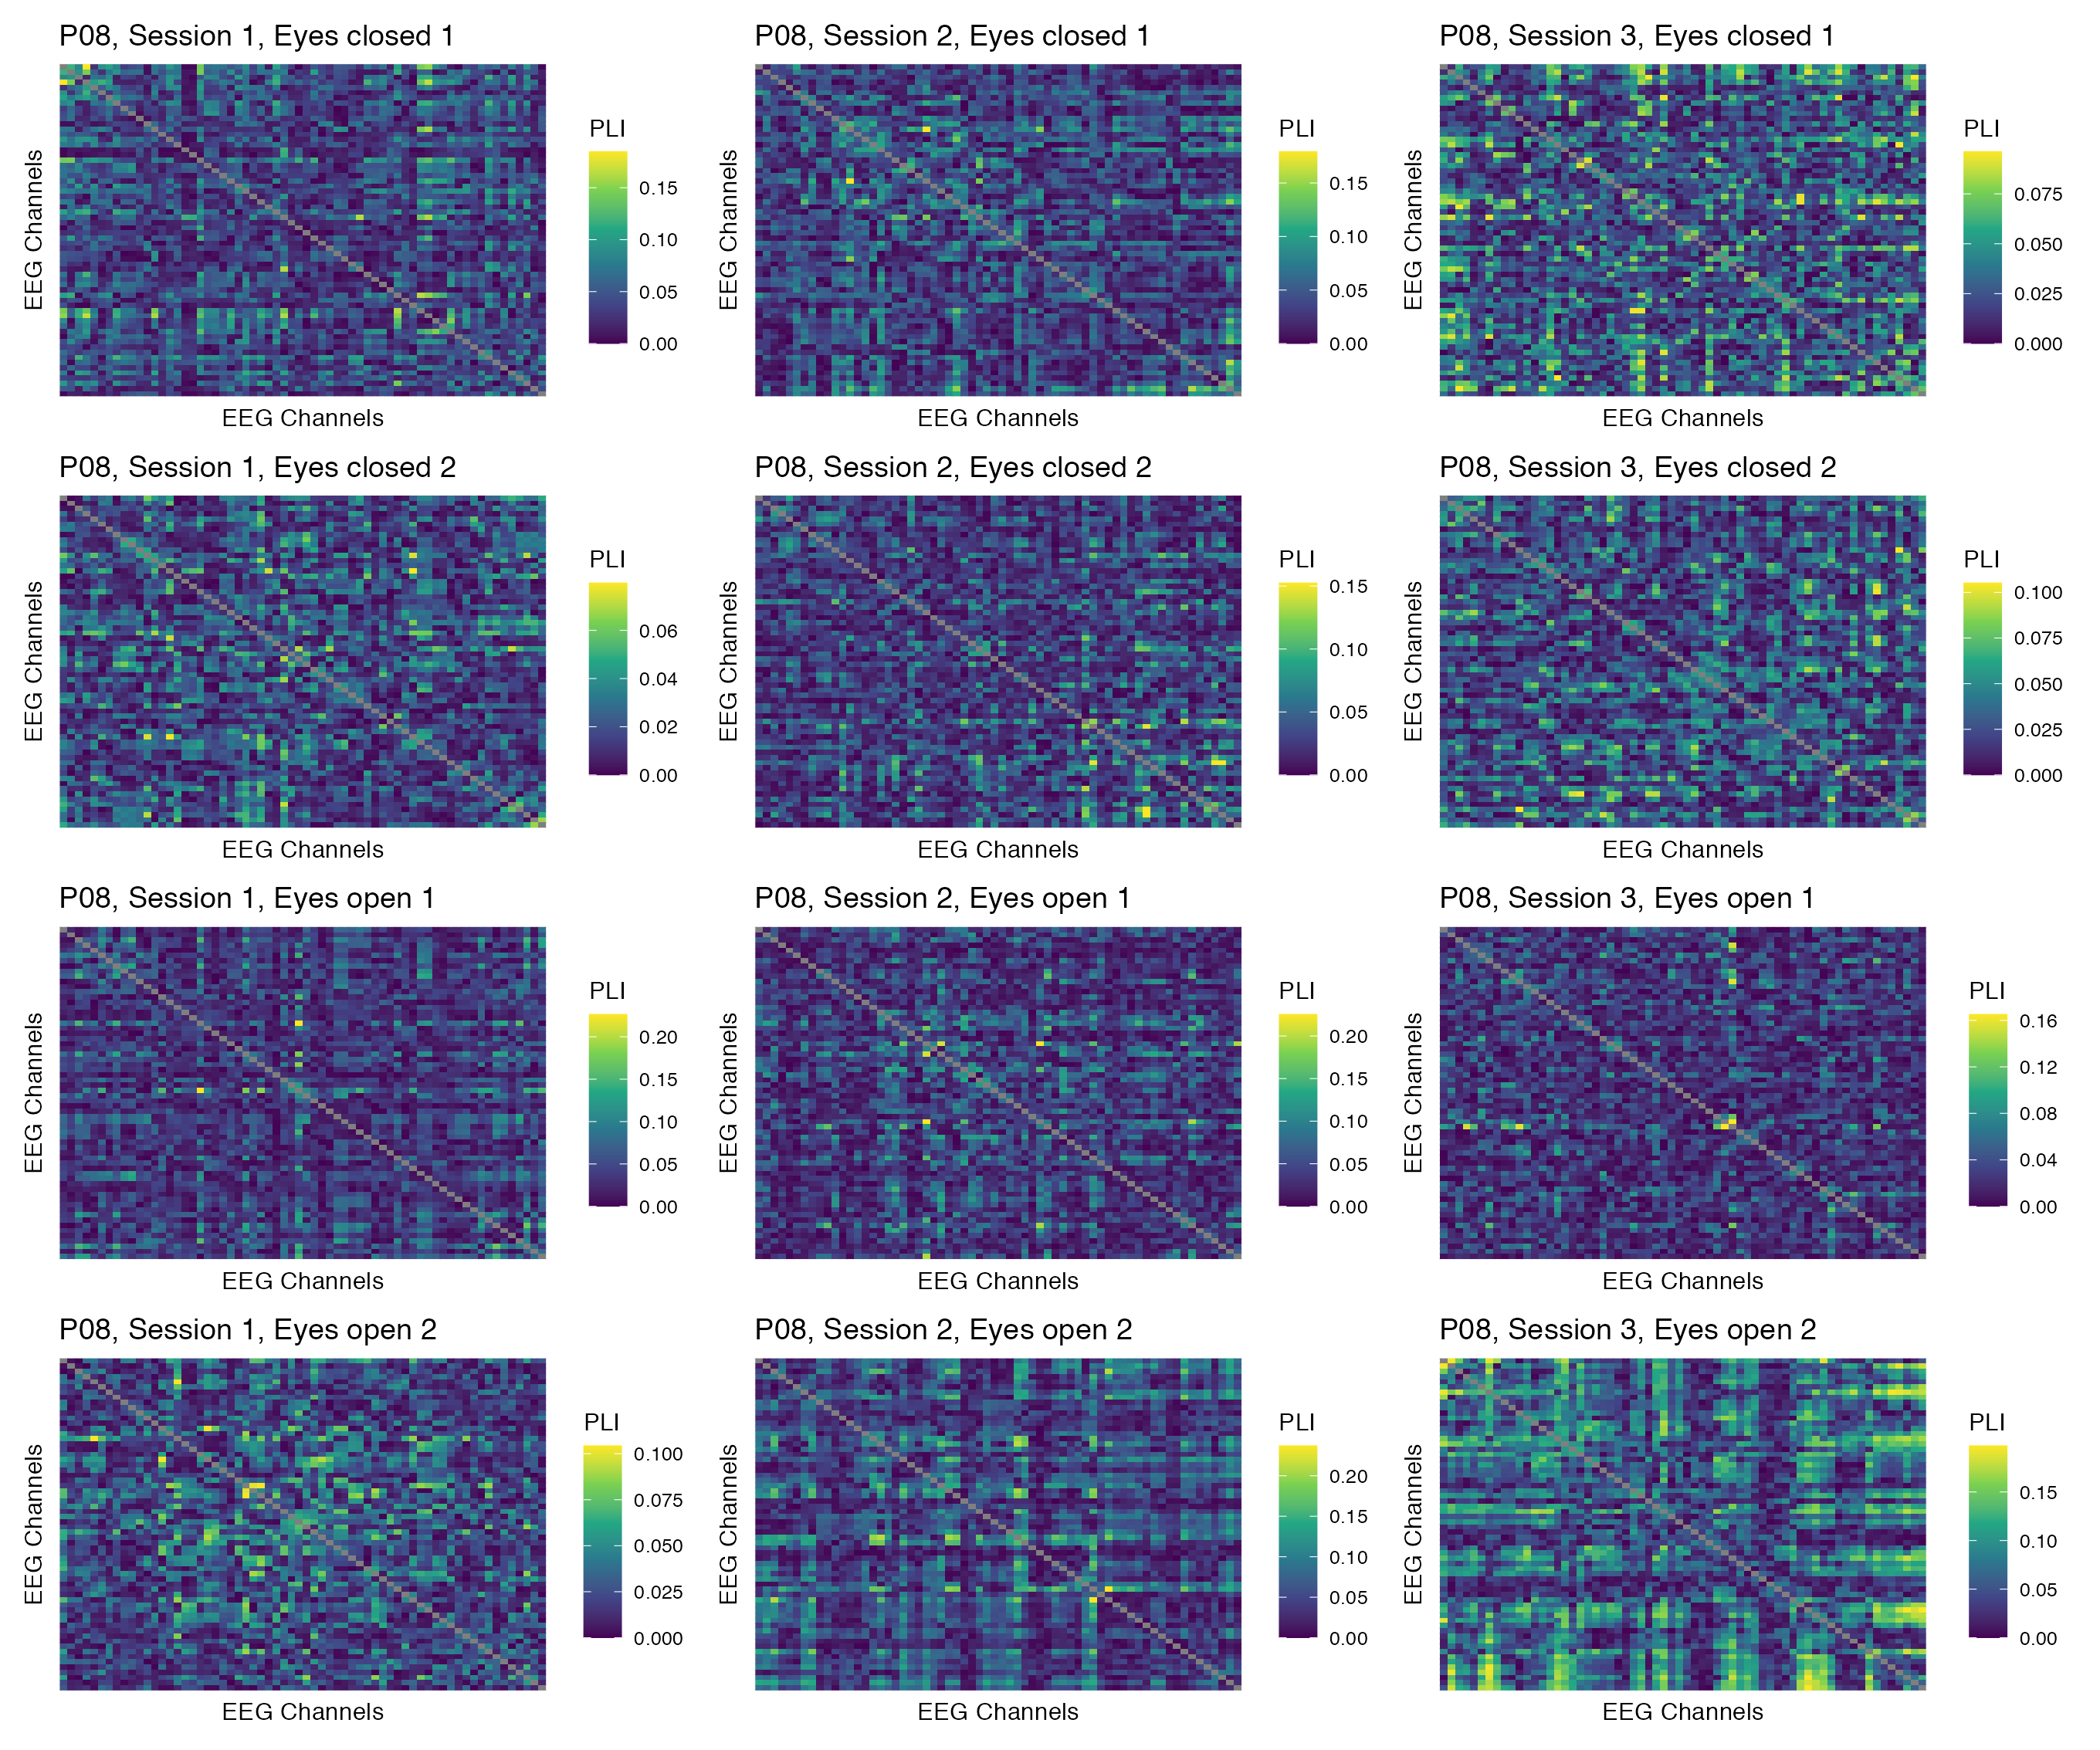 P08, Session 1, Eyes closed 1
EEG Channels
EEG Channels
PLI
0.15
0.10
0.05
0.00
P08, Session 2, Eyes closed 1
EEG Channels
EEG Channels
PLI
0.15
0.10
0.05
0.00
P08, Session 3, Eyes closed 1
EEG Channels
EEG Channels
PLI
0.075
0.050
0.025
0.000
P08, Session 1, Eyes closed 2
EEG Channels
EEG Channels
PLI
0.06
0.04
0.02
0.00
P08, Session 2, Eyes closed 2
EEG Channels
EEG Channels
PLI
0.15
0.10
0.05
0.00
P08, Session 3, Eyes closed 2
EEG Channels
EEG Channels
PLI
0.100
0.075
0.050
0.025
0.000
P08, Session 1, Eyes open 1
EEG Channels
EEG Channels
PLI
0.20
0.15
0.10
0.05
0.00
P08, Session 2, Eyes open 1
EEG Channels
EEG Channels
PLI
0.20
0.15
0.10
0.05
0.00
P08, Session 3, Eyes open 1
EEG Channels
EEG Channels
PLI
0.16
0.12
0.08
0.04
0.00
P08, Session 1, Eyes open 2
EEG Channels
EEG Channels
PLI
0.100
0.075
0.050
0.025
0.000
P08, Session 2, Eyes open 2
EEG Channels
EEG Channels
PLI
0.20
0.15
0.10
0.05
0.00
P08, Session 3, Eyes open 2
EEG Channels
EEG Channels
PLI
0.15
0.10
0.05
0.00